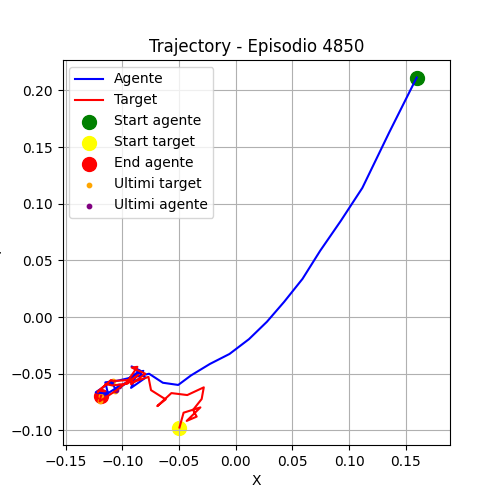 Trajectory - Episodio 4850
Agente
Target
Start agente
Start target
End agente
Ultimi target
Ultimi agente
0.20
0.15
0.10
0.05
0.00
−0.05
−0.10
−0.15
−0.10
−0.05
0.00
0.05
0.10
0.15
X